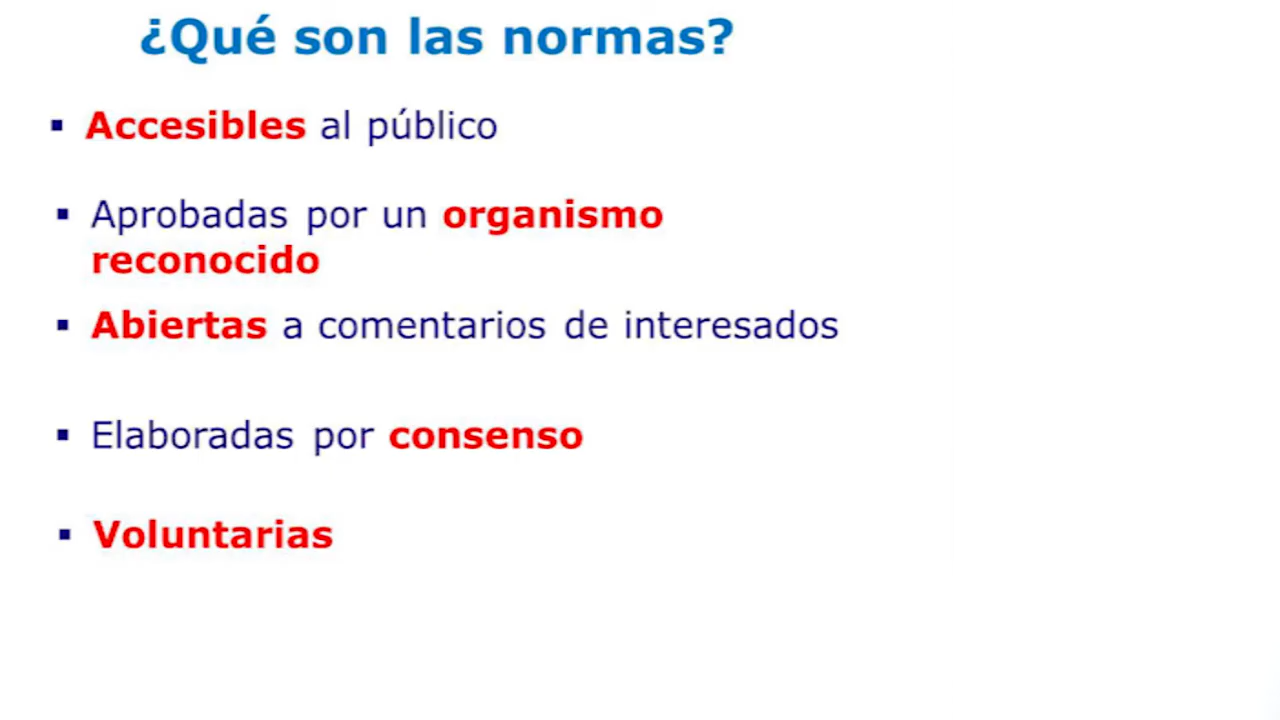 ¿Qué son las normas?
▪ Accesibles al público
▪ Aprobadas por un organismo
reconocido
▪ Abiertas a comentarios de interesados
▪ Elaboradas por consenso
▪ Voluntarias